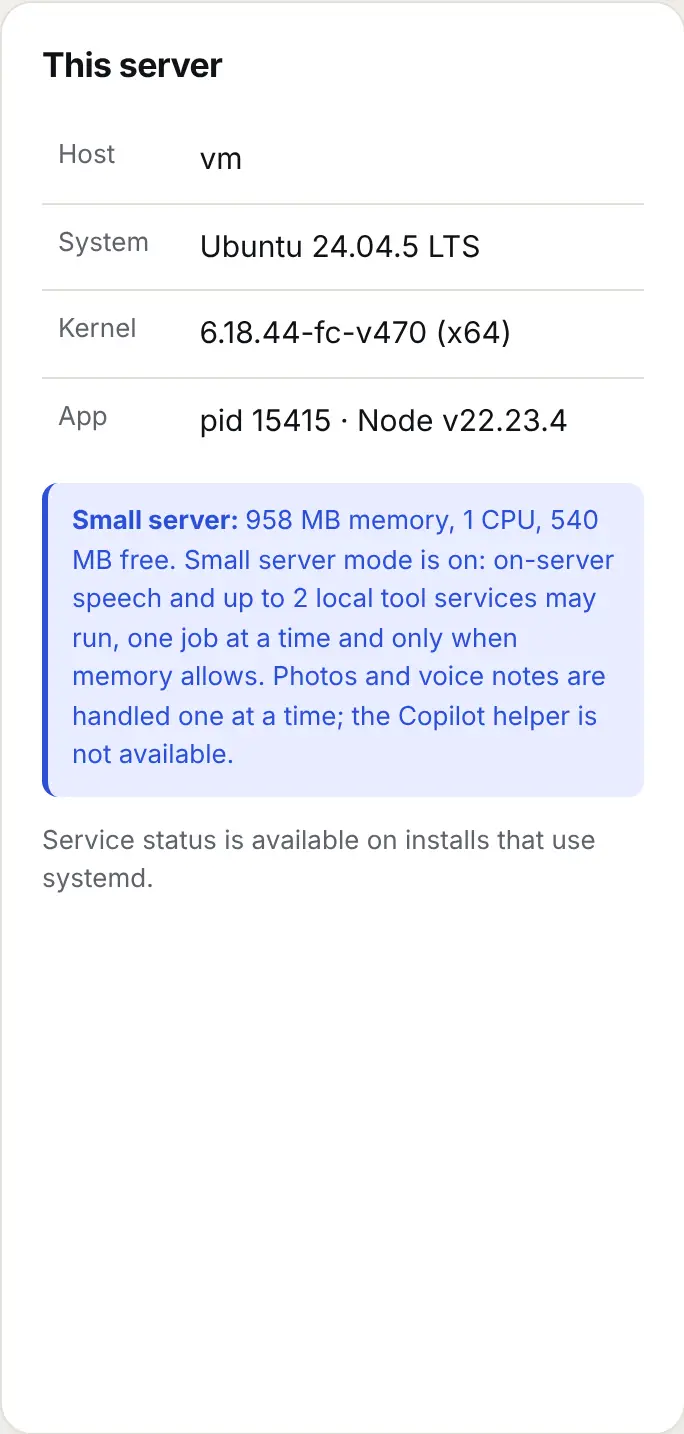 This server
Host vm
System Ubuntu 24.04.5 LTS
Kernel 6.18.44-fc-v470 (x64)
App pid 15415 · Node v22.23.4
Small server: 958 MB memory, 1 CPU, 540
MB free. Small server mode is on: on-server
speech and up to 2 local tool services may
run, one job at a time and only when
memory allows. Photos and voice notes are
handled one at a time; the Copilot helper is
not available.
Service status is available on installs that use
systemd.